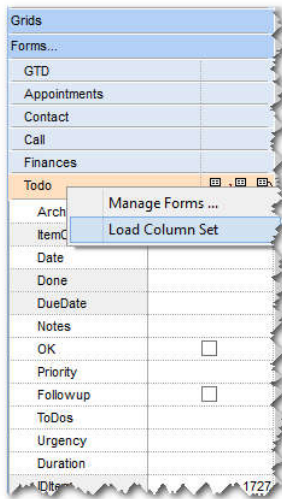 Grids
Forms...
GTD
Appointments
Contact
Call
Finances
Todo
Manage Forms ...
Load Column Set
Date
Done
DueDate
Notes
OK
Priority
Followup
ToDos
Urgency
Duration
1727